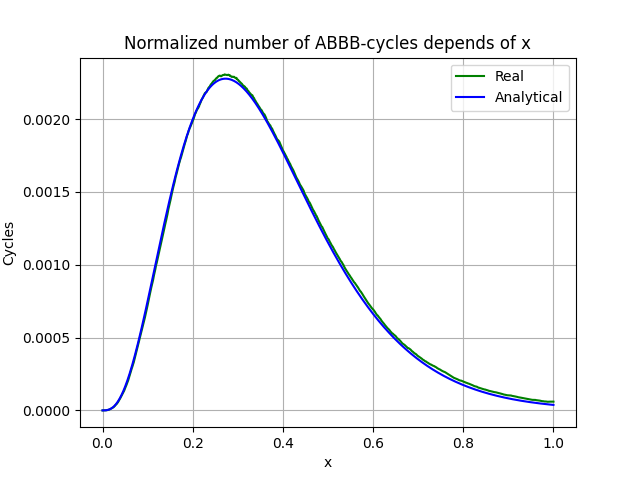 Normalized number of ABBB-cycles depends of x
Real
Analytical
Cycles
0.0020
0.0015
0.0010
0.0005
0.0000
0.0
0.2
0.4
0.6
0.8
1.0
x